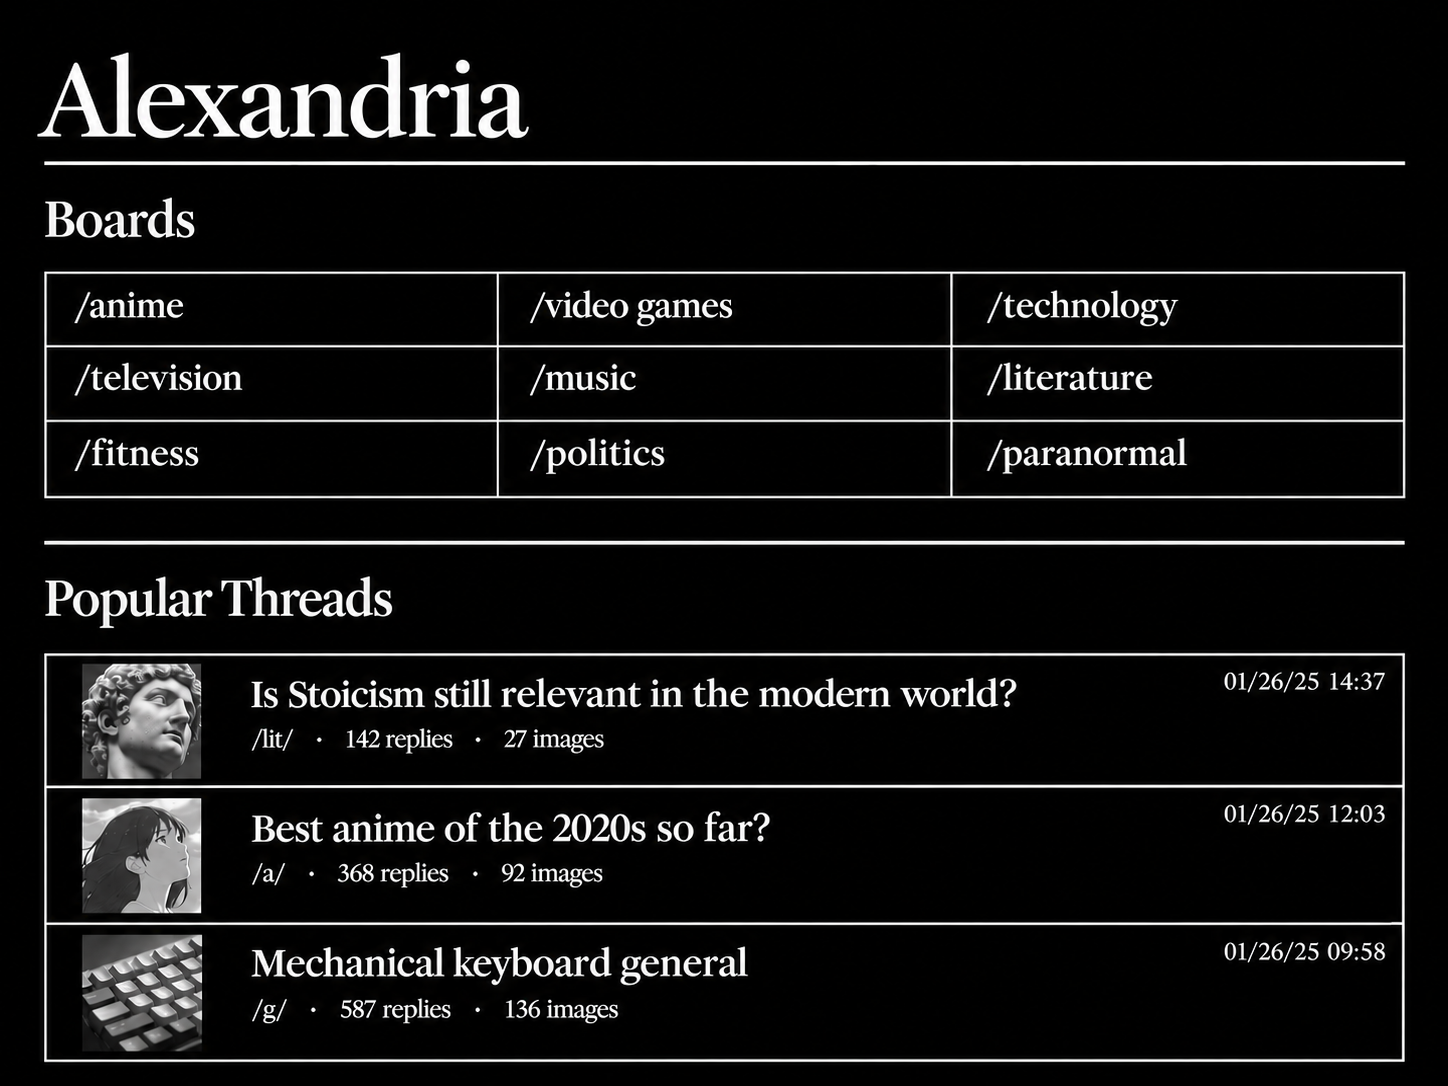 Alexandria
Boards
/anime /video games /technology
/television /music /literature
/fitness /politics /paranormal
Popular Threads
Is Stoicism still relevant in the modern world? 01/26/25 14:37
/lit/ · 142 replies · 27 images
Best anime of the 2020s so far? 01/26/25 12:03
/a/ · 368 replies · 92 images
Mechanical keyboard general 01/26/25 09:58
/g/ · 587 replies · 136 images